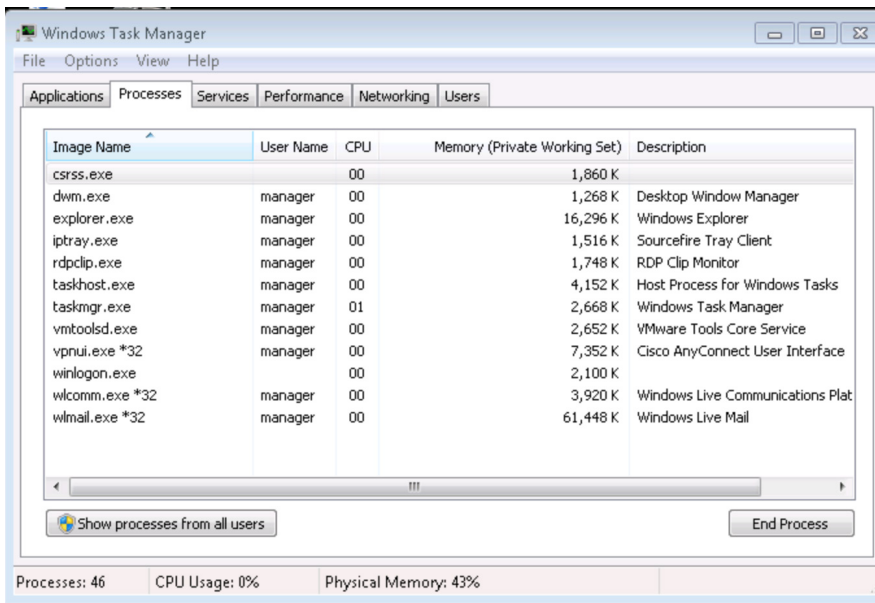 Windows Task Manager
File Options View Help
Applications Processes Services Performance Networking Users
Image Name User Name CPU Memory (Private Working Set) Description
csrss.exe 00 1,860 K
dwm.exe manager 00 1,268 K Desktop Window Manager
explorer.exe manager 00 16,296 K Windows Explorer
iptray.exe manager 00 1,516 K Sourcefire Tray Client
rdpclip.exe manager 00 1,748 K RDP Clip Monitor
taskhost.exe manager 00 4,152 K Host Process for Windows Tasks
taskmgr.exe manager 01 2,668 K Windows Task Manager
vmtoolsd.exe manager 00 2,652 K VMware Tools Core Service
vpnui.exe *32 manager 00 7,352 K Cisco AnyConnect User Interface
winlogon.exe 00 2,100 K
wlcomm.exe *32 manager 00 3,920 K Windows Live Communications Plat
wlmail.exe *32 manager 00 61,448 K Windows Live Mail
Show processes from all users End Process
Processes: 46 CPU Usage: 0% Physical Memory: 43%